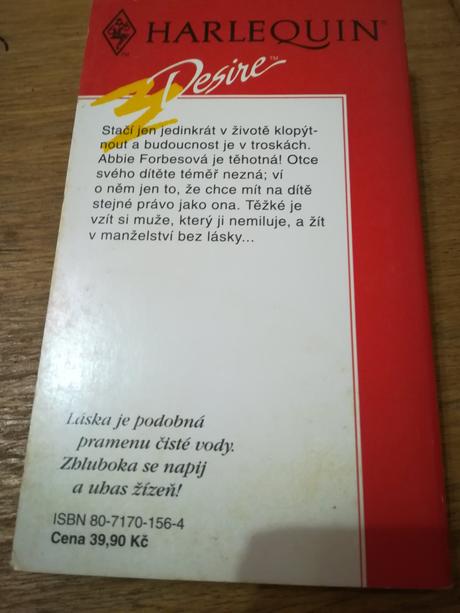 HARLEQUIN®
TM
Desire™
Stačí jen jedinkrát v životě klopýt-
nout a budoucnost je v troskách.
Abbie Forbesová je těhotná! Otce
svého dítěte téměř nezná; ví
o něm jen to, že chce mít na dítě
stejné právo jako ona. Těžké je
vzít si muže, který ji nemiluje, a žít
v manželství bez lásky...
Láska je podobná
pramenu čisté vody.
Zhluboka se napij
a uhas žízeň!
ISBN 80-7170-156-4
Cena 39,90 Kč